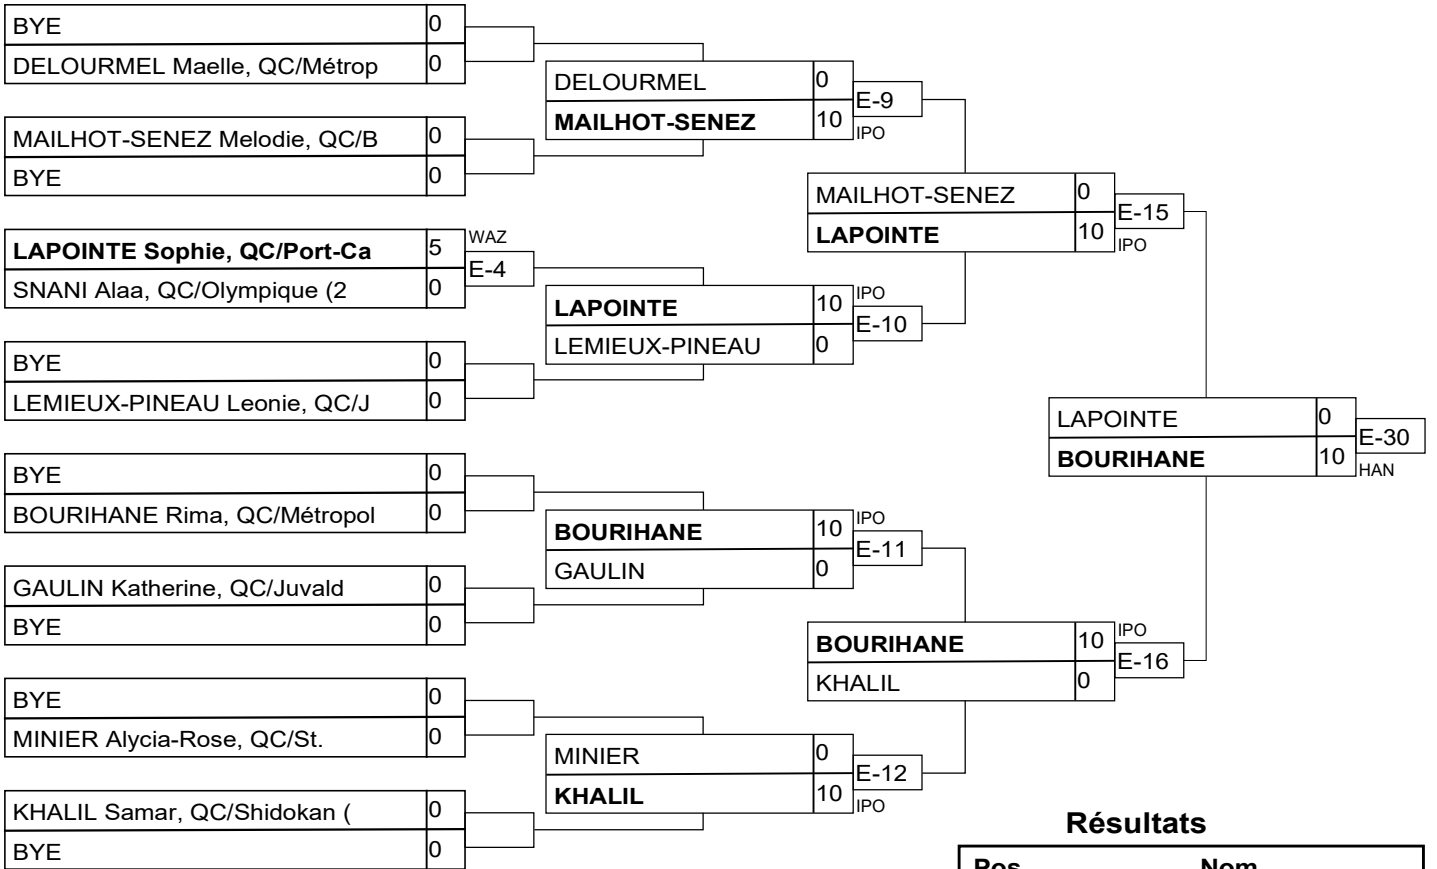 BYE 0
DELOURMEL Maelle, QC/Métrop 0
MAILHOT-SENEZ Melodie, QC/B 0
BYE 0
LAPOINTE Sophie, QC/Port-Ca 5 WAZ
E-4
SNANI Alaa, QC/Olympique (2 0
BYE 0
LEMIEUX-PINEAU Leonie, QC/J 0
BYE 0
BOURIHANE Rima, QC/Métropol 0
GAULIN Katherine, QC/Juvald 0
BYE 0
BYE 0
MINIER Alycia-Rose, QC/St. 0
KHALIL Samar, QC/Shidokan ( 0
BYE 0
DELOURMEL 0
E-9
MAILHOT-SENEZ 10 IPO
LAPOINTE 10 IPO
E-10
LEMIEUX-PINEAU 0
BOURIHANE 10 IPO
E-11
GAULIN 0
MINIER 0
E-12
KHALIL 10 IPO
MAILHOT-SENEZ 0
E-15
LAPOINTE 10 IPO
BOURIHANE 10 IPO
E-16
KHALIL 0
LAPOINTE 0
E-30
BOURIHANE 10 HAN
Résultats
Pos Nom